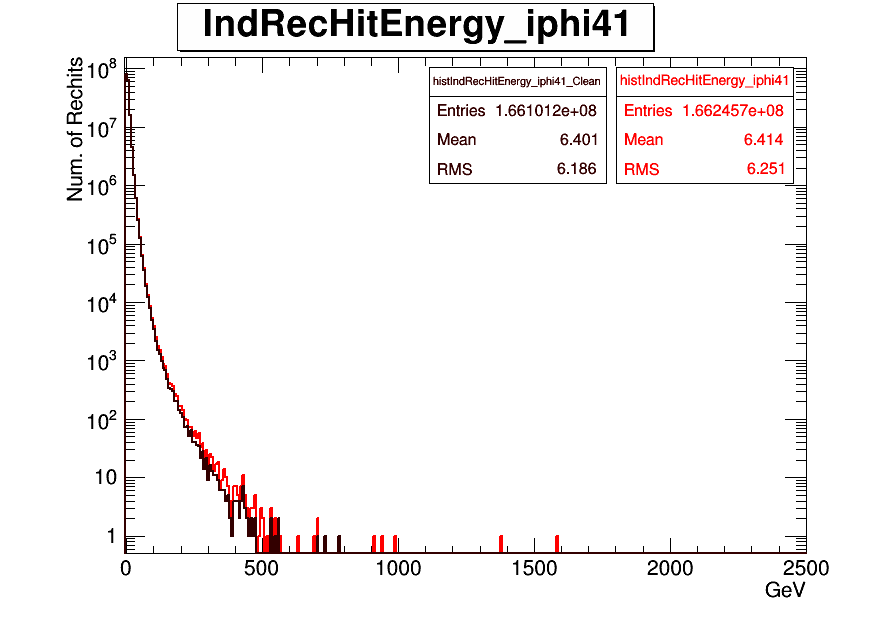 IndRecHitEnergy_iphi41
Num. of Rechits
histIndRecHitEnergy_iphi41_Clean
Entries 1.661012e+08
Mean 6.401
RMS 6.186
histIndRecHitEnergy_iphi41
Entries 1.662457e+08
Mean 6.414
RMS 6.251
10^8
10^7
10^6
10^5
10^4
10^3
10^2
10
1
0 500 1000 1500 2000 2500
GeV